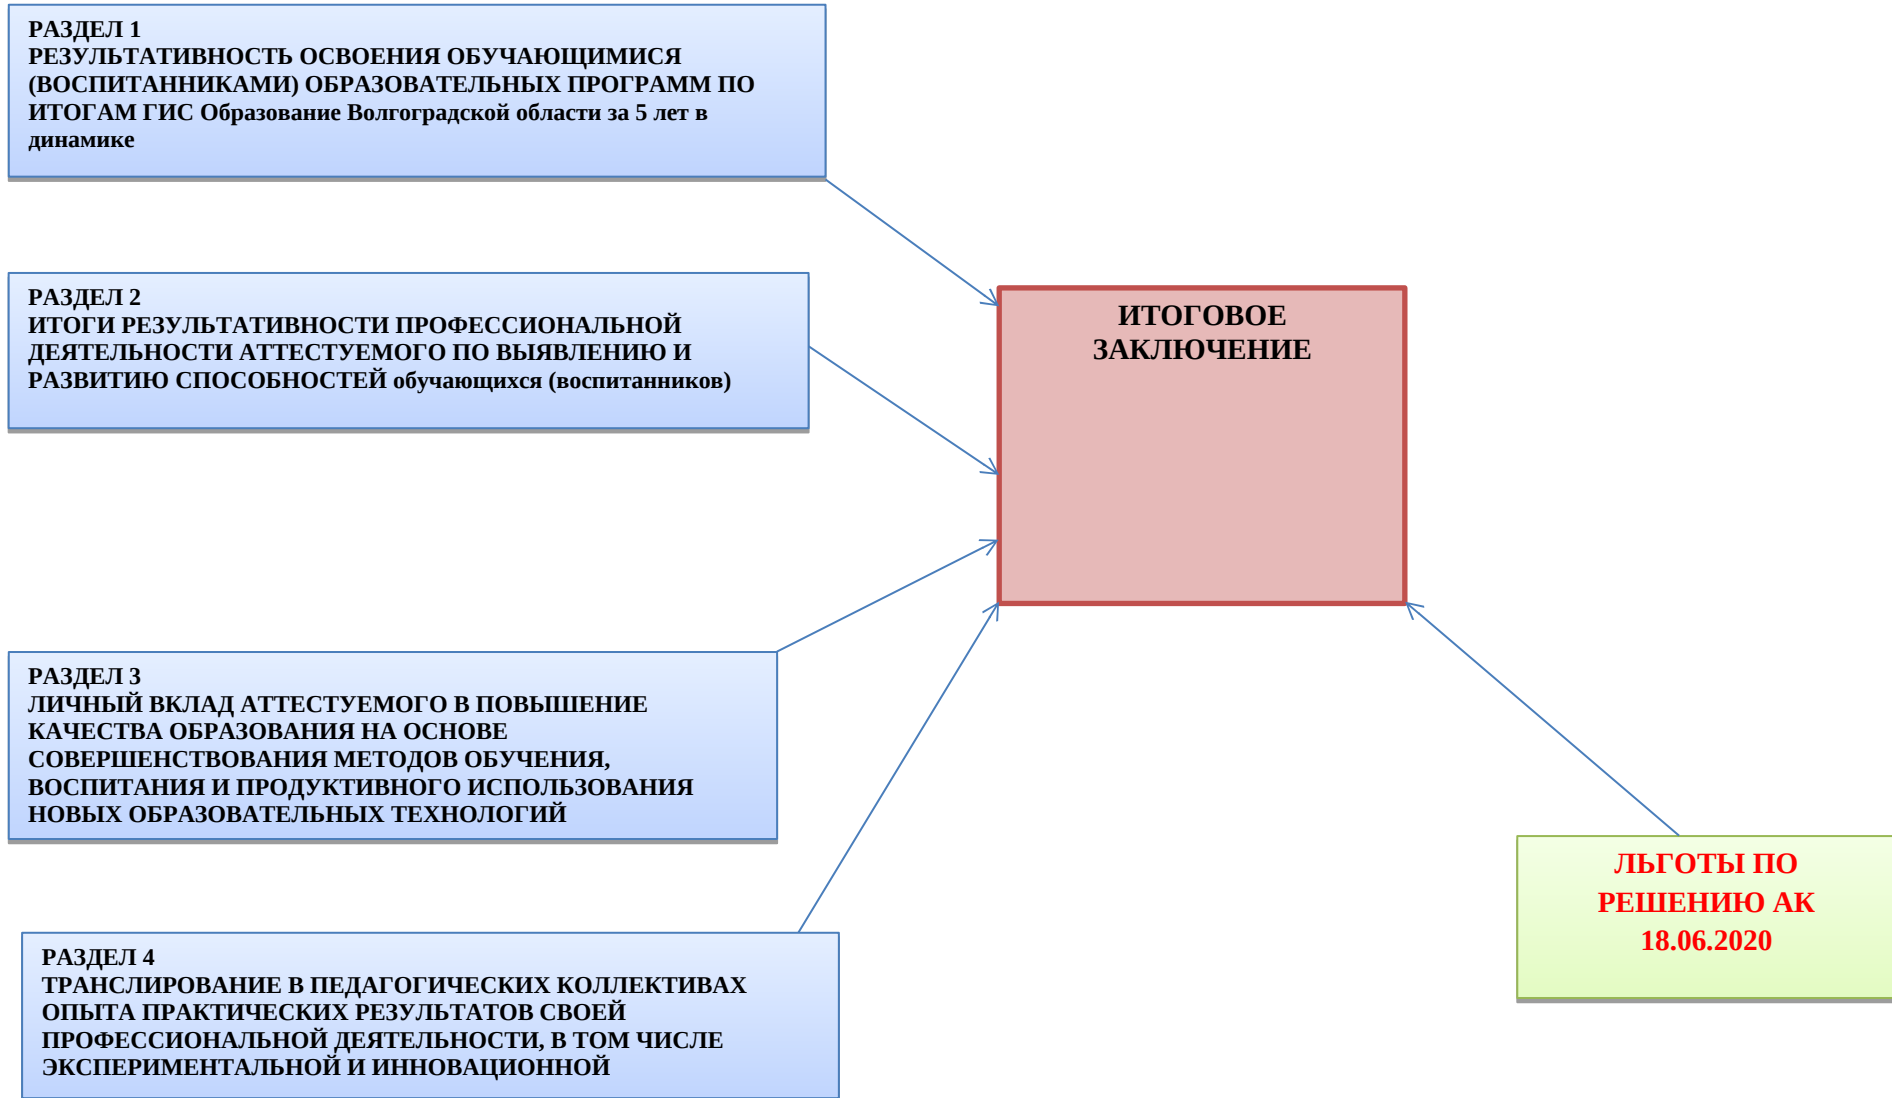 РАЗДЕЛ 1
РЕЗУЛЬТАТИВНОСТЬ ОСВОЕНИЯ ОБУЧАЮЩИМИСЯ
(ВОСПИТАННИКАМИ) ОБРАЗОВАТЕЛЬНЫХ ПРОГРАММ ПО
ИТОГАМ ГИС Образование Волгоградской области за 5 лет в
динамике
РАЗДЕЛ 2
ИТОГИ РЕЗУЛЬТАТИВНОСТИ ПРОФЕССИОНАЛЬНОЙ
ДЕЯТЕЛЬНОСТИ АТТЕСТУЕМОГО ПО ВЫЯВЛЕНИЮ И
РАЗВИТИЮ СПОСОБНОСТЕЙ обучающихся (воспитанников)
ИТОГОВОЕ
ЗАКЛЮЧЕНИЕ
РАЗДЕЛ 3
ЛИЧНЫЙ ВКЛАД АТТЕСТУЕМОГО В ПОВЫШЕНИЕ
КАЧЕСТВА ОБРАЗОВАНИЯ НА ОСНОВЕ
СОВЕРШЕНСТВОВАНИЯ МЕТОДОВ ОБУЧЕНИЯ,
ВОСПИТАНИЯ И ПРОДУКТИВНОГО ИСПОЛЬЗОВАНИЯ
НОВЫХ ОБРАЗОВАТЕЛЬНЫХ ТЕХНОЛОГИЙ
ЛЬГОТЫ ПО
РЕШЕНИЮ АК
18.06.2020
РАЗДЕЛ 4
ТРАНСЛИРОВАНИЕ В ПЕДАГОГИЧЕСКИХ КОЛЛЕКТИВАХ
ОПЫТА ПРАКТИЧЕСКИХ РЕЗУЛЬТАТОВ СВОЕЙ
ПРОФЕССИОНАЛЬНОЙ ДЕЯТЕЛЬНОСТИ, В ТОМ ЧИСЛЕ
ЭКСПЕРИМЕНТАЛЬНОЙ И ИННОВАЦИОННОЙ